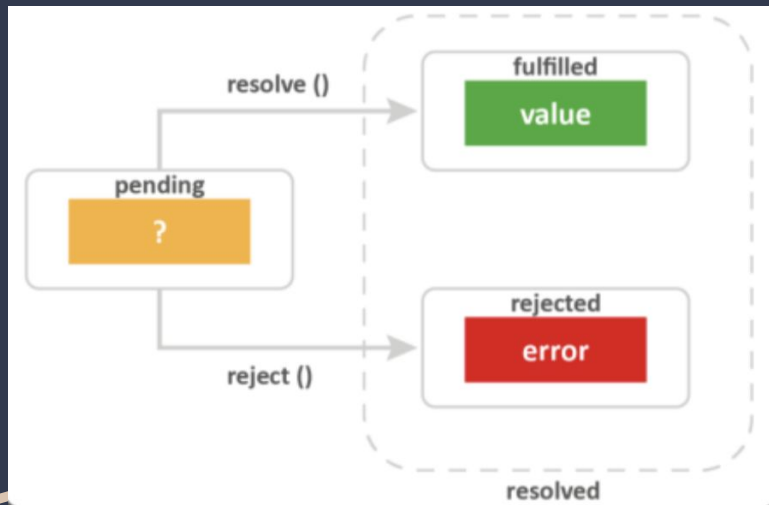 resolve ()
fulfilled
value
pending
?
rejected
error
reject ()
resolved